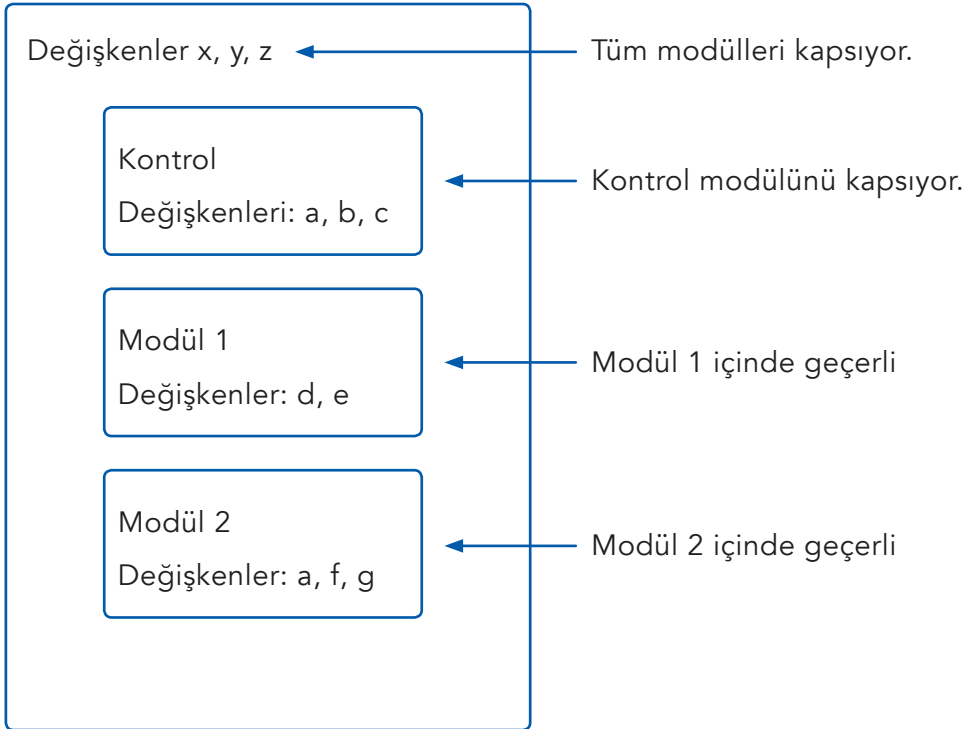 Değişkenler x, y, z
Tüm modülleri kapsıyor.
Kontrol
Değişkenleri: a, b, c
Kontrol modülünü kapsıyor.
Modül 1
Değişkenler: d, e
Modül 1 içinde geçerli
Modül 2
Değişkenler: a, f, g
Modül 2 içinde geçerli